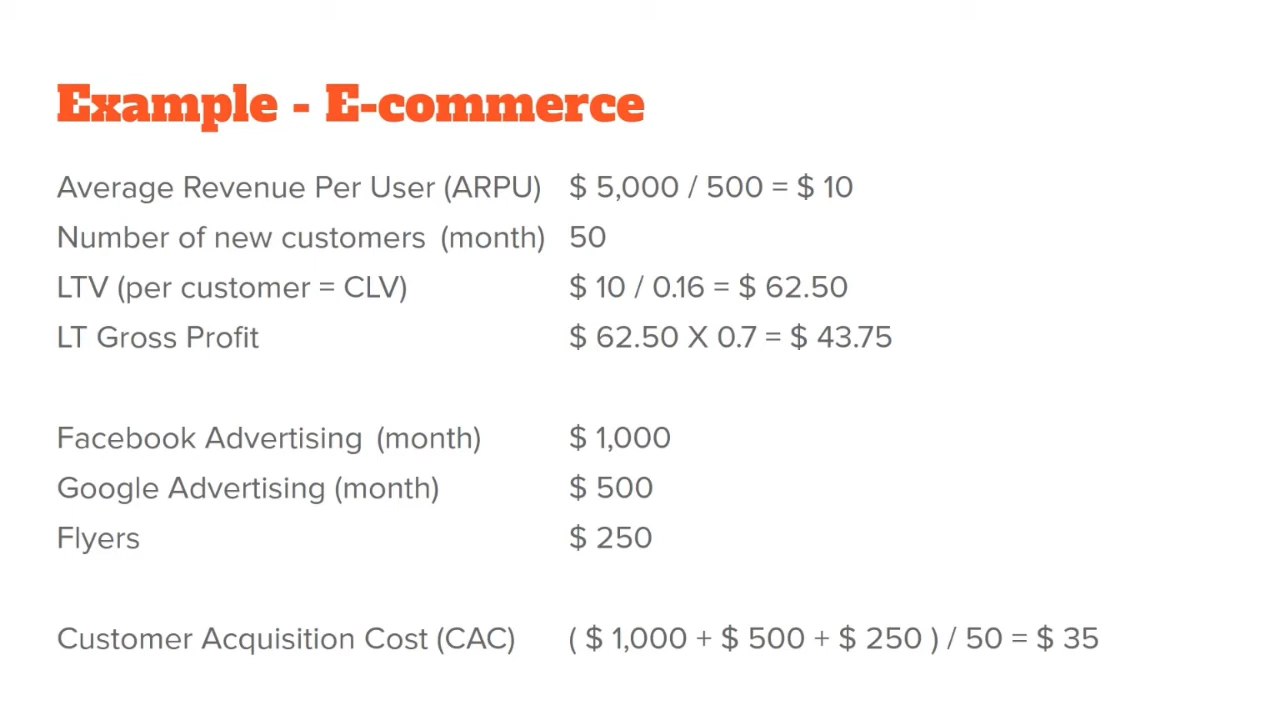 Example - E-commerce
Average Revenue Per User (ARPU) $ 5,000 / 500 = $ 10
Number of new customers (month) 50
LTV (per customer = CLV) $ 10 / 0.16 = $ 62.50
LT Gross Profit $ 62.50 X 0.7 = $ 43.75
Facebook Advertising (month) $ 1,000
Google Advertising (month) $ 500
Flyers $ 250
Customer Acquisition Cost (CAC) ( $ 1,000 + $ 500 + $ 250 ) / 50 = $ 35